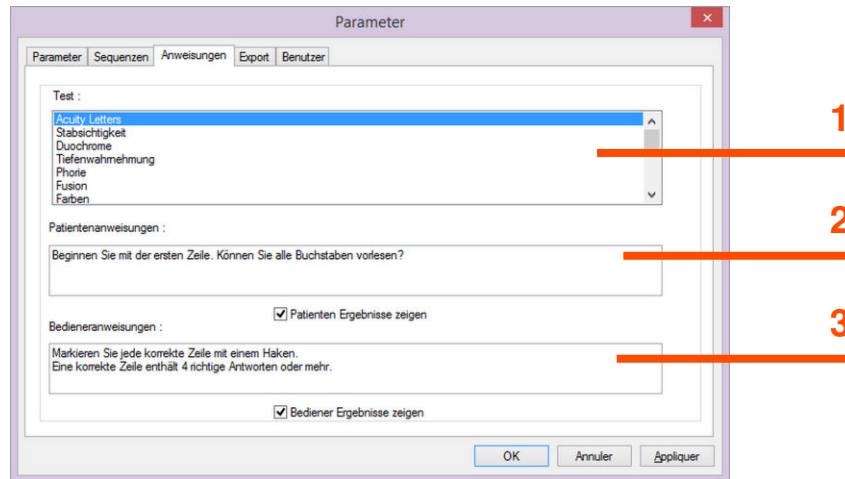 Parameter
Parameter Sequenzen Anweisungen Export Benutzer
Test :
Acuity Letters
Stabsichtigkeit
Duochrome
Tiefenwahrnehmung
Phorie
Fusion
Farben
1
Patientenanweisungen :
2
Beginnen Sie mit der ersten Zeile. Können Sie alle Buchstaben vorlesen?
Patienten Ergebnisse zeigen
Bedieneranweisungen :
3
Markieren Sie jede korrekte Zeile mit einem Haken.
Eine korrekte Zeile enthält 4 richtige Antworten oder mehr.
Bediener Ergebnisse zeigen
OK Annuler Appliquer